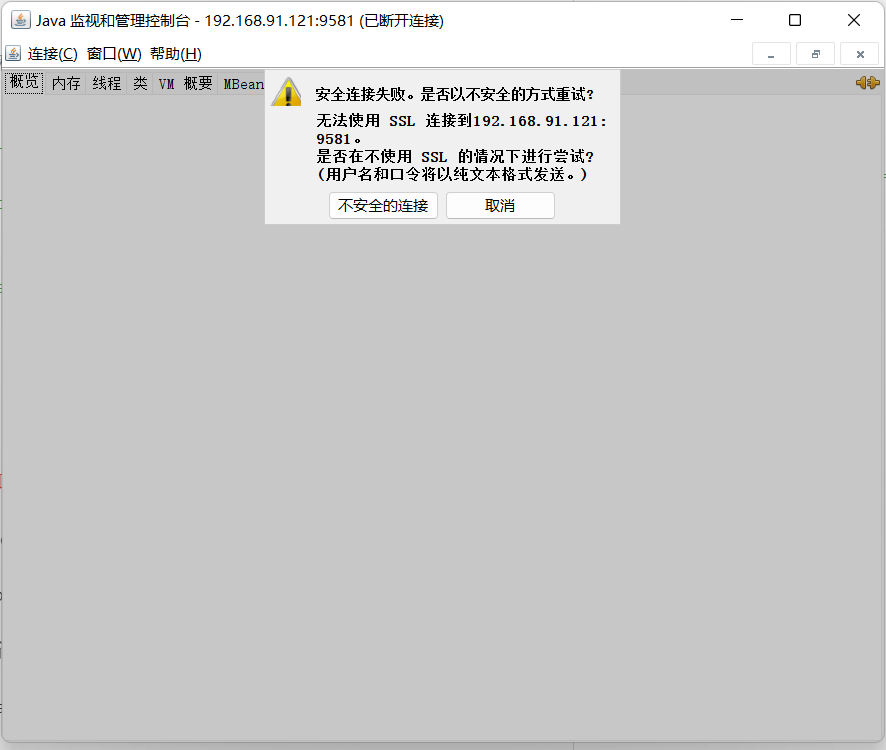 Java 监视和管理控制台 - 192.168.91.121:9581 (已断开连接)
连接(C) 窗口(W) 帮助(H)
概览 内存 线程 类 VM 概要 MBean
安全连接失败。是否以不安全的方式重试?
无法使用 SSL 连接到192.168.91.121:
9581。
是否在不使用 SSL 的情况下进行尝试?
(用户名和口令将以纯文本格式发送。)
不安全的连接 取消